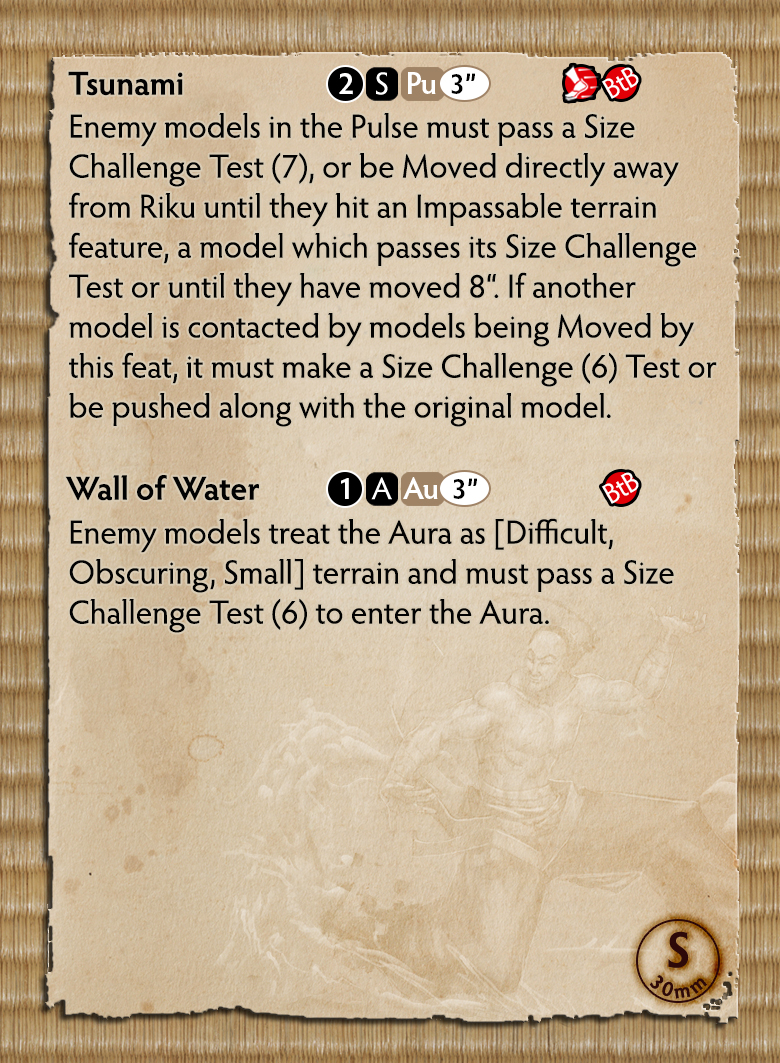 Tsunami 2 S Pu 3” BtB
Enemy models in the Pulse must pass a Size
Challenge Test (7), or be Moved directly away
from Riku until they hit an Impassable terrain
feature, a model which passes its Size Challenge
Test or until they have moved 8“. If another
model is contacted by models being Moved by
this feat, it must make a Size Challenge (6) Test or
be pushed along with the original model.
Wall of Water 1 A Au 3” BtB
Enemy models treat the Aura as [Difficult,
Obscuring, Small] terrain and must pass a Size
Challenge Test (6) to enter the Aura.
S
30mm